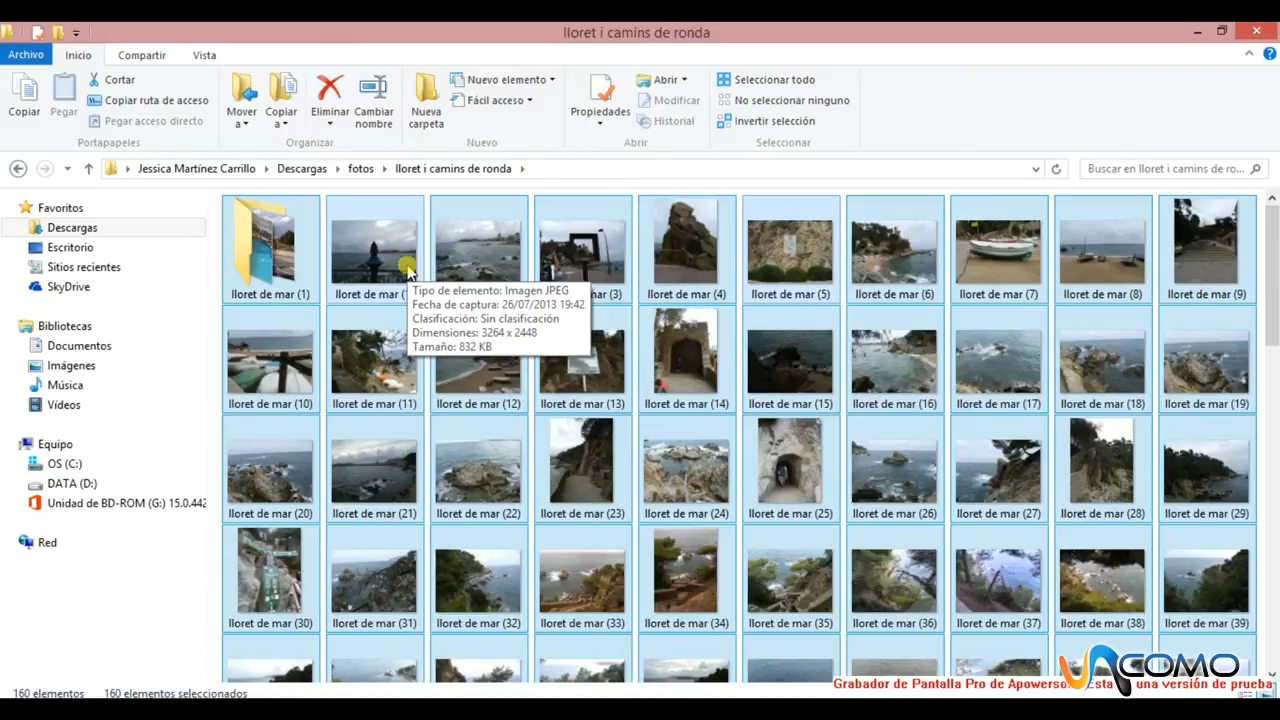 lloret i camíns de ronda
Archivo Inicio Compartir Vista
Copiar
Pegar
Cortar
Copiar ruta de acceso
Pegar acceso directo
Portapapeles
Mover a
Copiar a
Eliminar
Cambiar nombre
Organizar
Nueva carpeta
Nuevo elemento
Fácil acceso
Nuevo
Propiedades
Abrir
Modificar
Historial
Abrir
Seleccionar todo
No seleccionar ninguno
Invertir selección
Seleccionar
Jessica Martínez Carrillo Descargas fotos lloret i camins de ronda
Buscar en lloret i camins de ro...
Favoritos
Descargas
Escritorio
Sitios recientes
SkyDrive
Bibliotecas
Documentos
Imágenes
Música
Vídeos
Equipo
OS (C:)
DATA (D:)
Unidad de BD-ROM (G:) 15.0.442
Red
lloret de mar (1) lloret de mar ( mar (3) lloret de mar (4) lloret de mar (5) lloret de mar (6) lloret de mar (7) lloret de mar (8) lloret de mar (9)
Tipo de elemento: Imagen JPEG
Fecha de captura: 26/07/2013 19:42
Clasificación: Sin clasificación
Dimensiones: 3264 x 2448
Tamaño: 832 KB
lloret de mar (10) lloret de mar (11) lloret de mar (12) lloret de mar (13) lloret de mar (14) lloret de mar (15) lloret de mar (16) lloret de mar (17) lloret de mar (18) lloret de mar (19)
lloret de mar (20) lloret de mar (21) lloret de mar (22) lloret de mar (23) lloret de mar (24) lloret de mar (25) lloret de mar (26) lloret de mar (27) lloret de mar (28) lloret de mar (29)
lloret de mar (30) lloret de mar (31) lloret de mar (32) lloret de mar (33) lloret de mar (34) lloret de mar (35) lloret de mar (36) lloret de mar (37) lloret de mar (38) lloret de mar (39)
COMO
Grabador de Pantalla Pro de Apowerso Esta una versión de prueba
160 elementos 160 elementos seleccionados